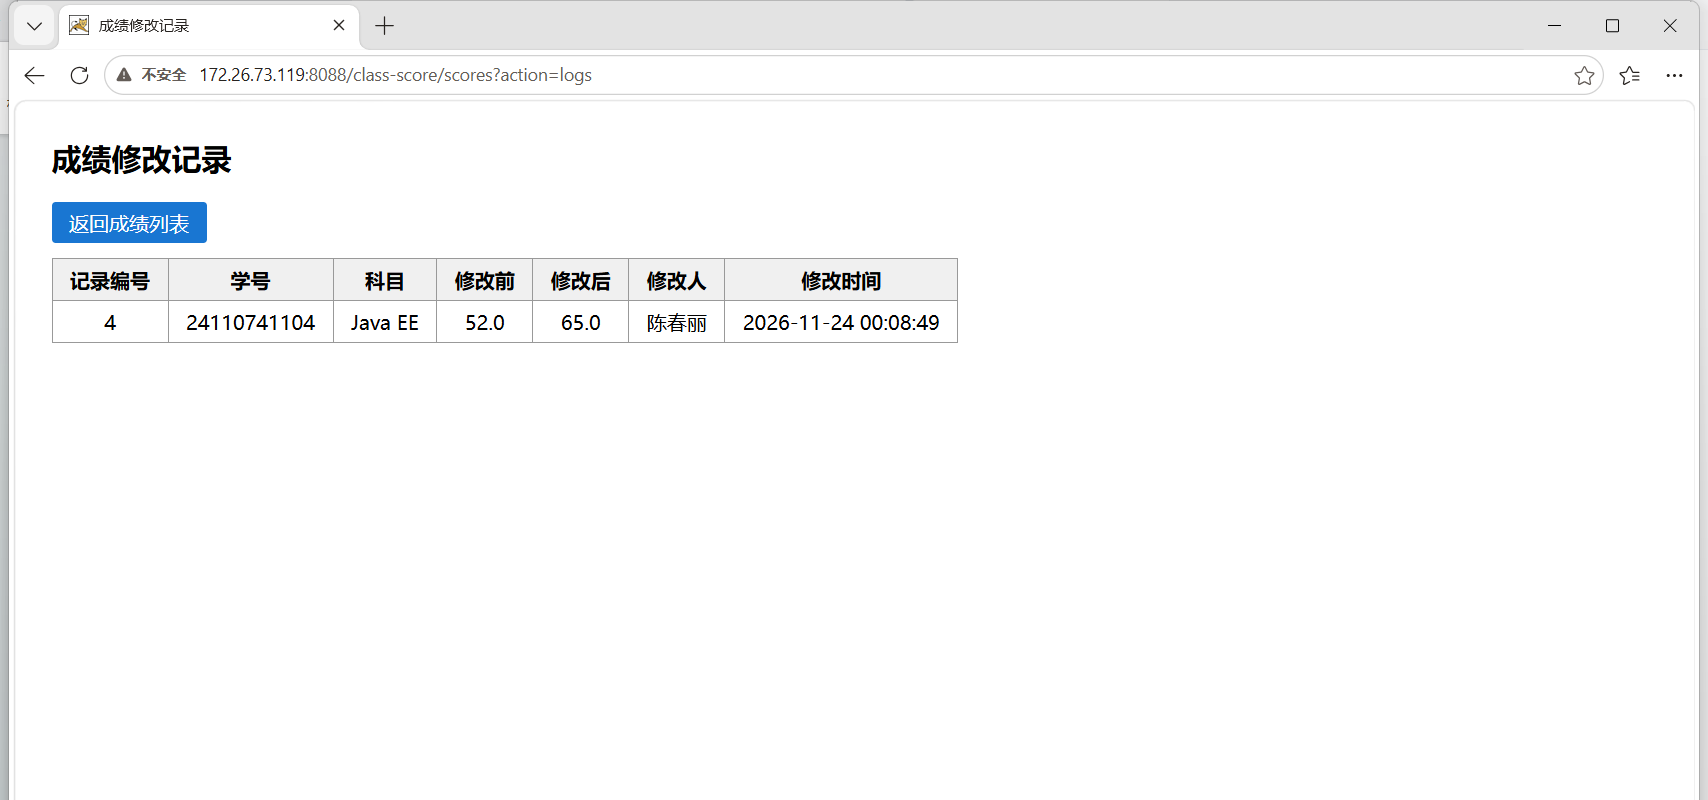 成绩修改记录
不安全 172.26.73.119:8088/class-score/scores?action=logs
成绩修改记录
返回成绩列表
记录编号 学号 科目 修改前 修改后 修改人 修改时间
4 24110741104 Java EE 52.0 65.0 陈春丽 2026-11-24 00:08:49